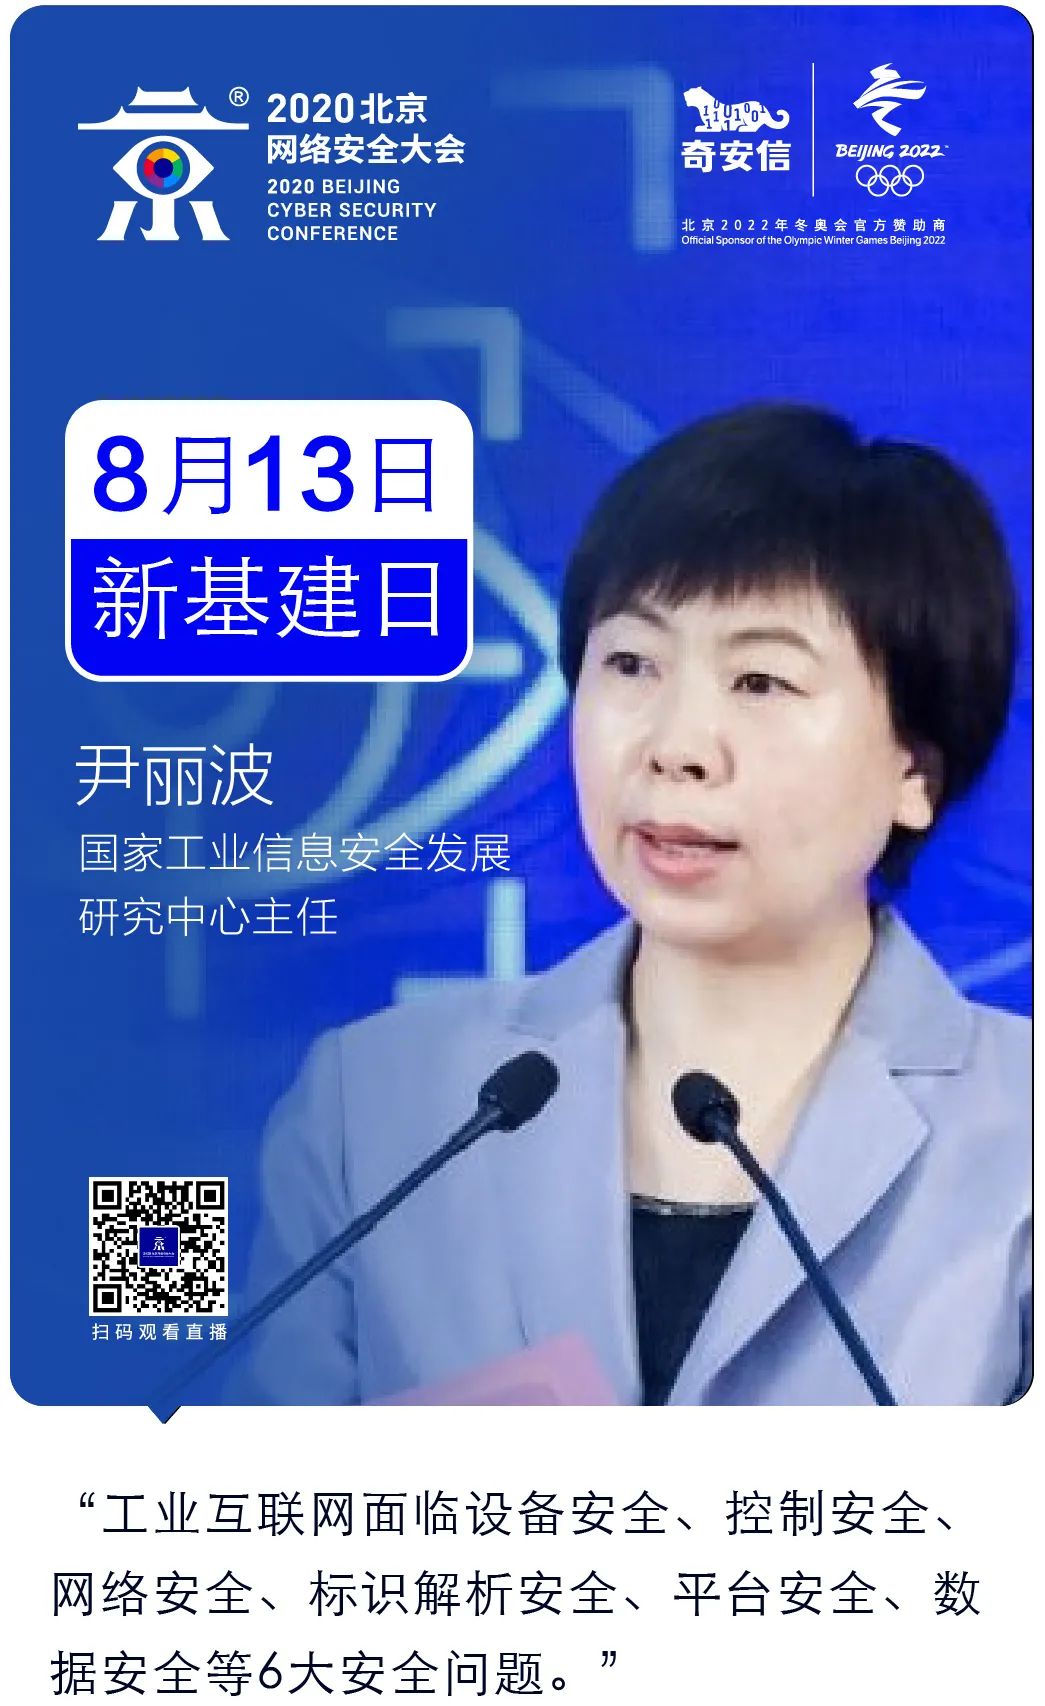 ®
2020北京
网络安全大会
2020 BEIJING
CYBER SECURITY
CONFERENCE
奇安信
BEIJING 2022™
北京2022年冬奥会官方赞助商
Official Sponsor of the Olympic Winter Games Beijing 2022
8月13日
新基建日
尹丽波
国家工业信息安全发展
研究中心主任
扫码观看直播
“工业互联网面临设备安全、控制安全、
网络安全、标识解析安全、平台安全、数
据安全等6大安全问题。”